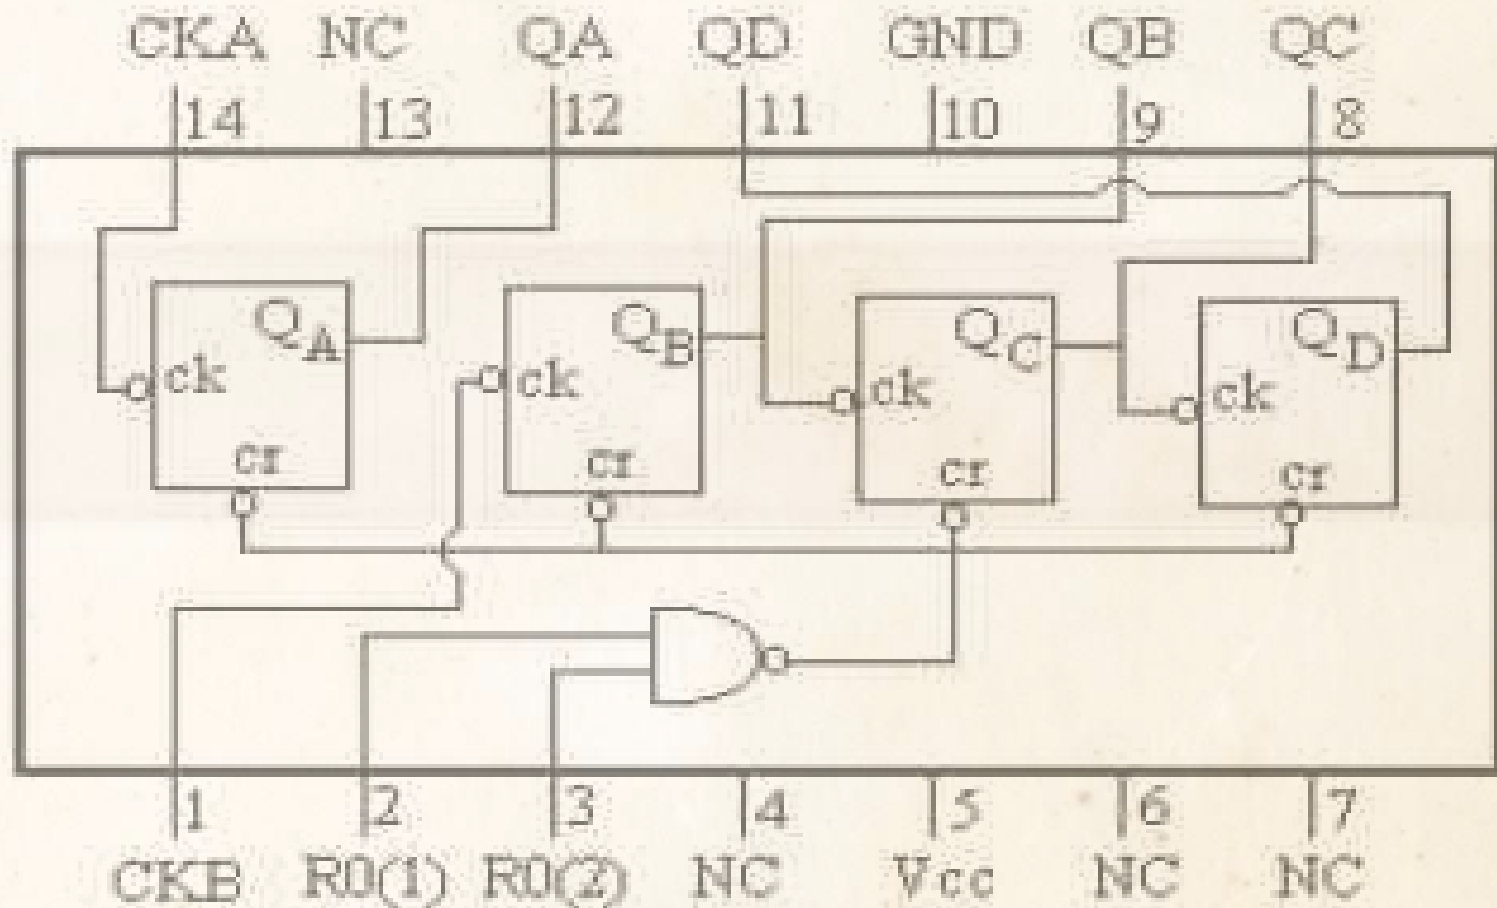 CKA NC QA QD GND QB QC
14 13 12 11 10 9 8
QA QB QC QD
ck ck ck ck
cr cr cr cr
1 2 3 4 5 6 7
CKB R0(1) R0(2) NC Vcc NC NC